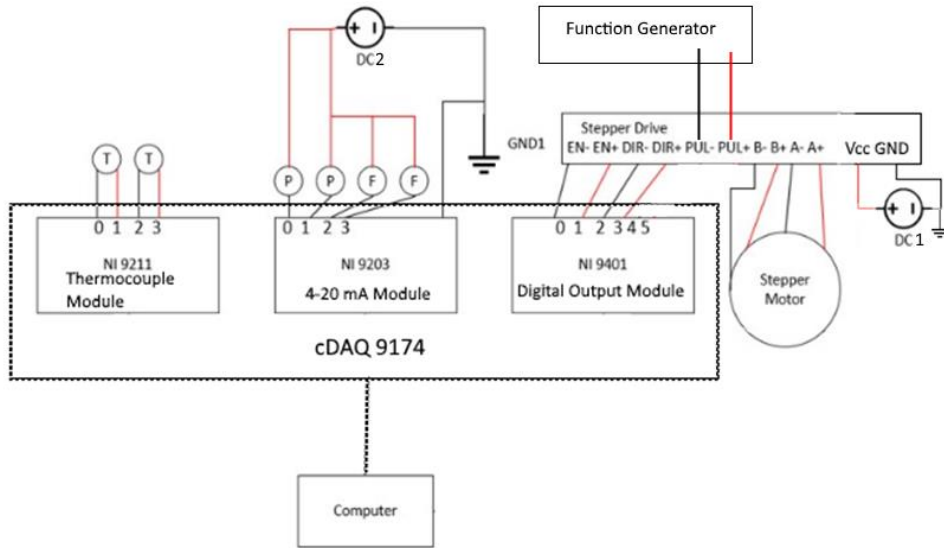 Function Generator
+ I
DC2
Stepper Drive
GND1
EN- EN+ DIR- DIR+ PUL- PUL+ B- B+ A- A+ Vcc GND
T T
P P F F
+ I
DC1
0 1 2 3
0 1 2 3
0 1 2 3 4 5
NI 9211
Thermocouple
Module
NI 9203
4-20 mA Module
NI 9401
Digital Output Module
Stepper
Motor
cDAQ 9174
Computer